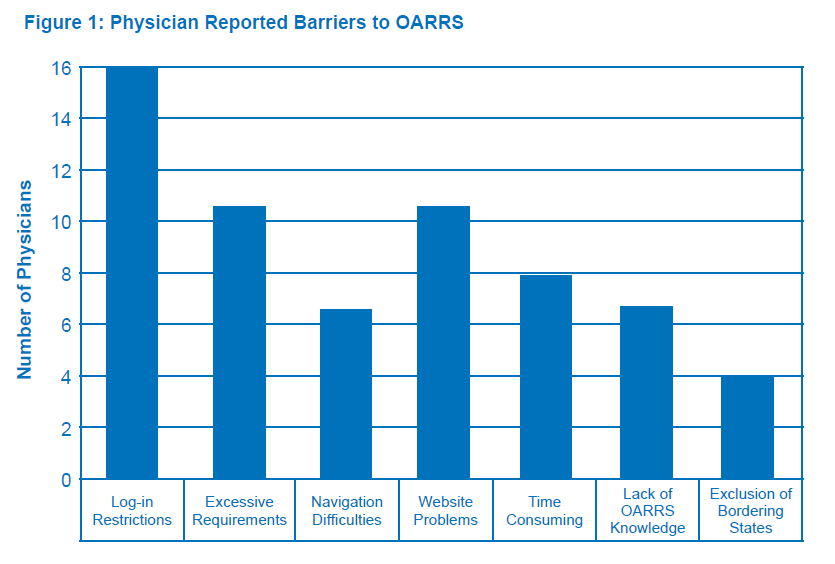 Figure 1: Physician Reported Barriers to OARRS
Number of Physicians
16
14
12
10
8
6
4
2
0
Log-in
Restrictions
Excessive
Requirements
Navigation
Difficulties
Website
Problems
Time
Consuming
Lack of
OARRS
Knowledge
Exclusion of
Bordering
States